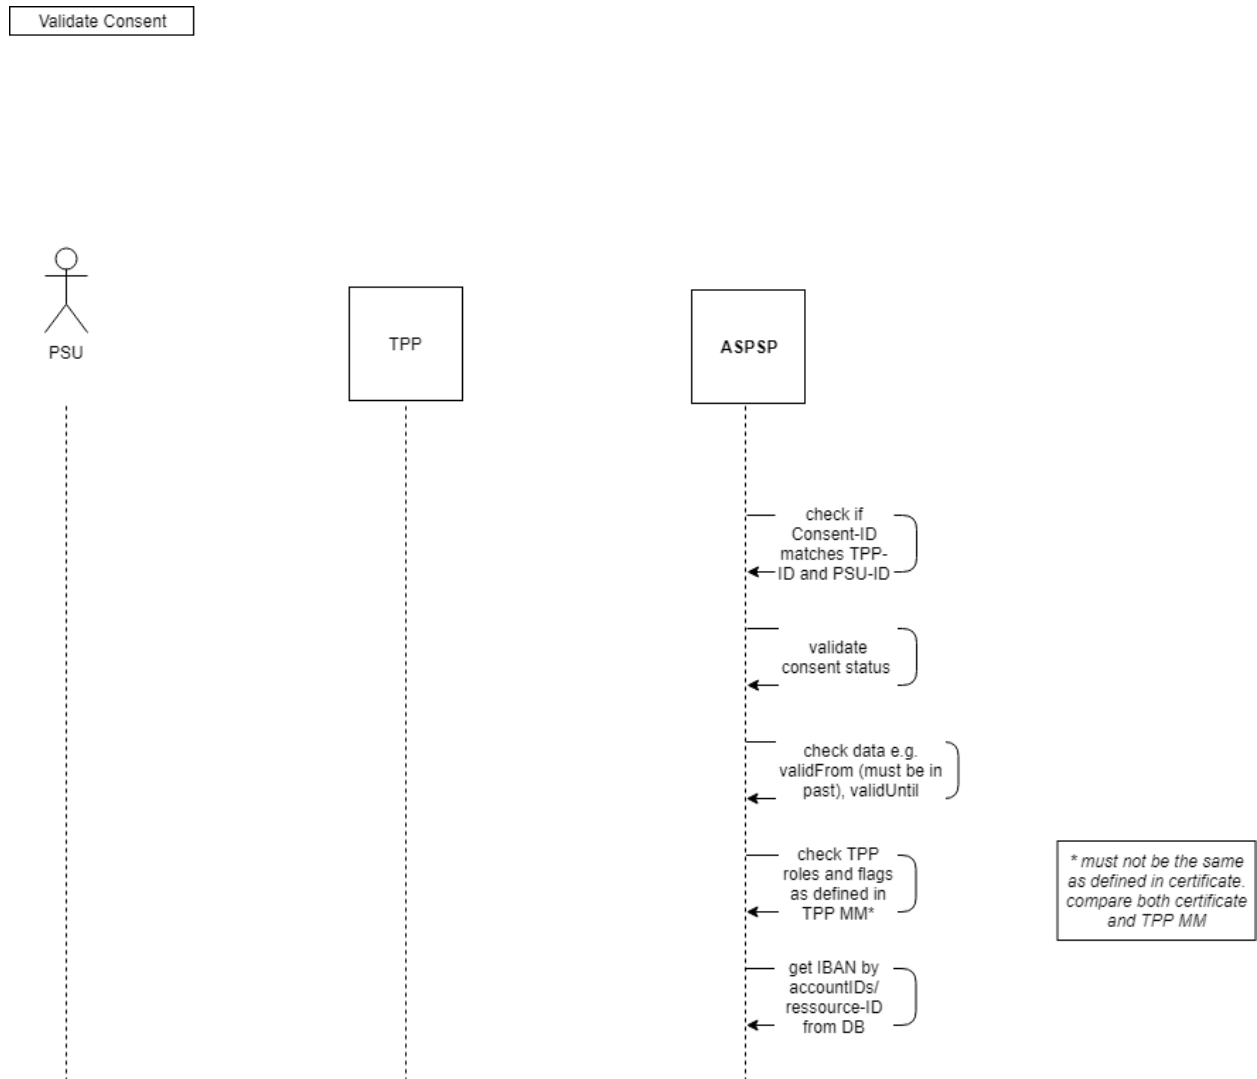 Validate Consent
PSU
TPP
ASPSP
check if
Consent-ID
matches TPP-
ID and PSU-ID
validate
consent status
check data e.g.
validFrom (must be in
past), validUntil
check TPP
roles and flags
as defined in
TPP MM*
* must not be the same
as defined in certificate.
compare both certificate
and TPP MM
get IBAN by
accountIDs/
ressource-ID
from DB